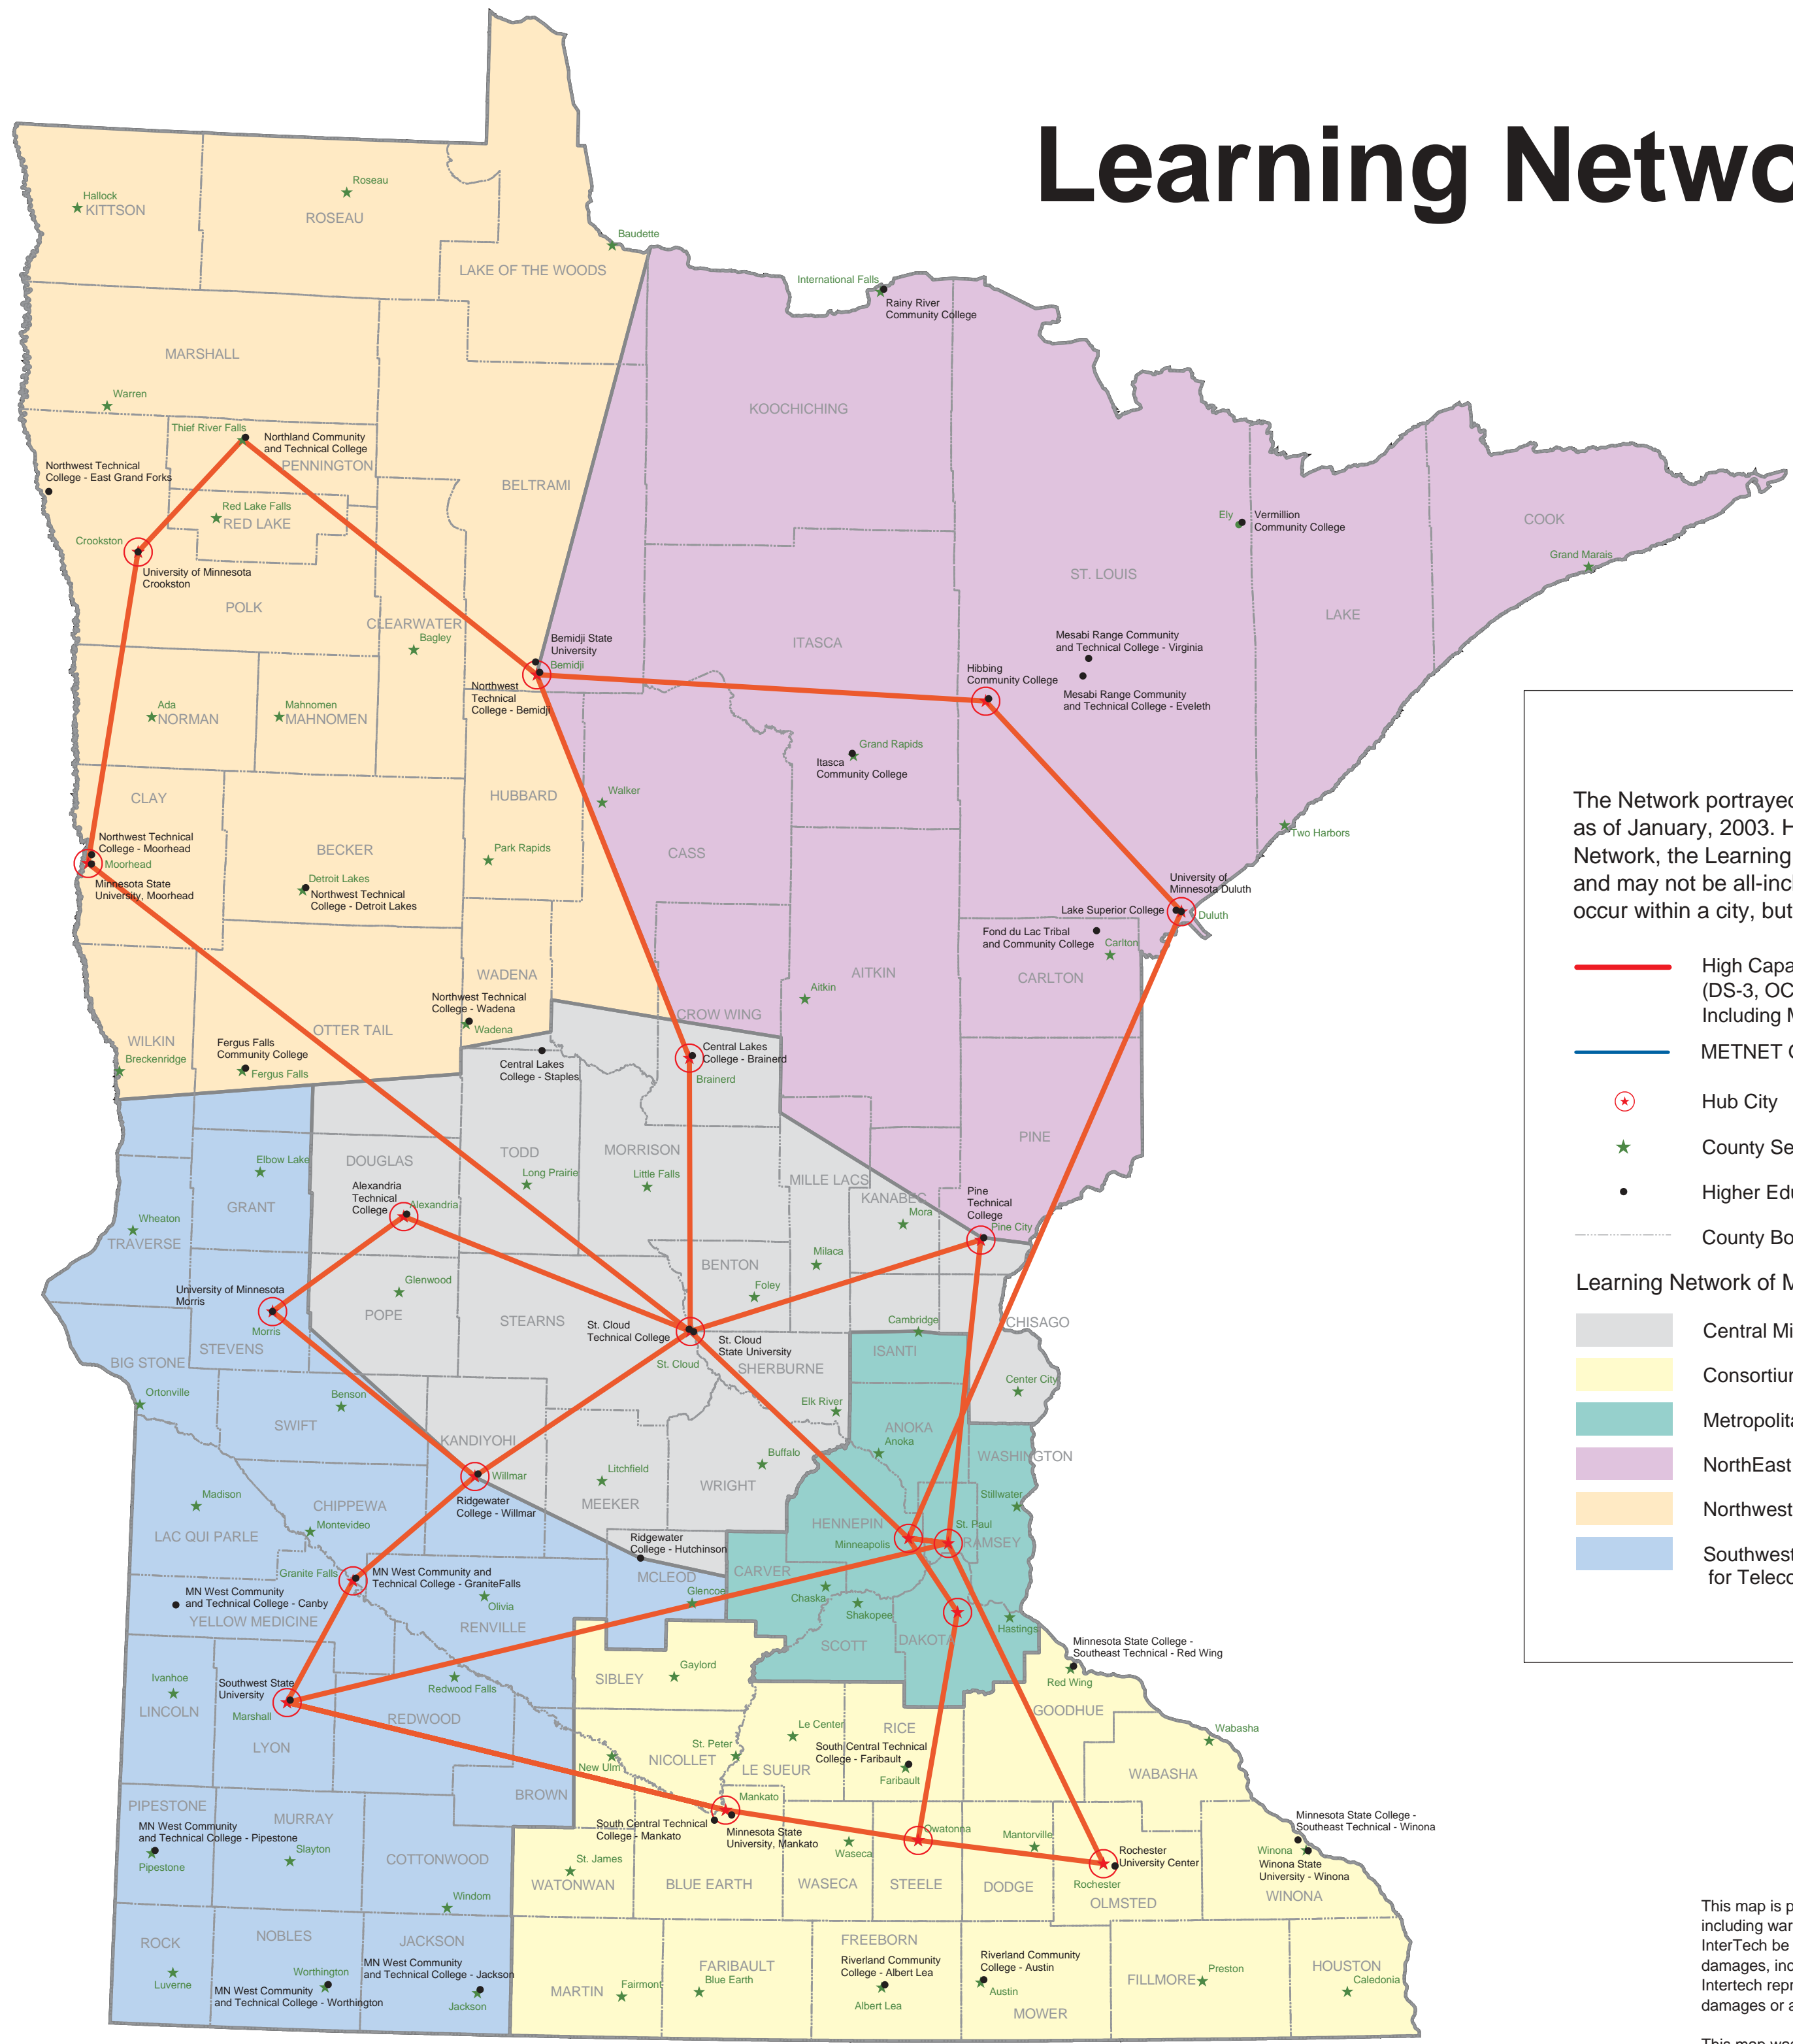 Learning Netwo
Hallock
KITTSON
Roseau
ROSEAU
Baudette
LAKE OF THE WOODS
International Falls
Rainy River
Community College
MARSHALL
Warren
KOOCHICHING
Thief River Falls
Northland Community
and Technical College
PENNINGTON
Northwest Technical
College - East Grand Forks
BELTRAMI
Red Lake Falls
RED LAKE
Ely
Vermillion
Community College
COOK
Grand Marais
Crookston
University of Minnesota
Crookston
ST. LOUIS
POLK
CLEARWATER
Bagley
LAKE
ITASCA
Bemidji State
University
Bemidji
Northwest
Technical
College - Bemidji
Mesabi Range Community
and Technical College - Virginia
Hibbing
Community College
Mesabi Range Community
and Technical College - Eveleth
Ada
NORMAN
Mahnomen
MAHNOMEN
Grand Rapids
Itasca
Community College
CLAY
HUBBARD
Walker
Two Harbors
Northwest Technical
College - Moorhead
Moorhead
Minnesota State
University, Moorhead
BECKER
Park Rapids
CASS
Detroit Lakes
Northwest Technical
College - Detroit Lakes
University of
Minnesota Duluth
Lake Superior College
Duluth
Fond du Lac Tribal
and Community College
Carlton
CARLTON
WADENA
AITKIN
Aitkin
Northwest Technical
College - Wadena
Wadena
CROW WING
OTTER TAIL
WILKIN
Breckenridge
Fergus Falls
Community College
Fergus Falls
Central Lakes
College - Staples
Central Lakes
College - Brainerd
Brainerd
PINE
TODD
MORRISON
DOUGLAS
Elbow Lake
Long Prairie
Little Falls
MILLE LACS
KANABEC
Mora
Pine
Technical
College
Pine City
Alexandria
Technical
College
Alexandria
GRANT
Wheaton
TRAVERSE
Milaca
BENTON
Foley
Glenwood
POPE
STEARNS
University of Minnesota
Morris
Morris
STEVENS
BIG STONE
St. Cloud
Technical College
St. Cloud
State University
St. Cloud
SHERBURNE
Cambridge
CHISAGO
ISANTI
Center City
Ortonville
Benson
SWIFT
Elk River
ANOKA
Anoka
KANDIYOHI
Buffalo
WASHINGTON
Willmar
Litchfield
WRIGHT
Ridgewater
College - Willmar
MEEKER
Madison
CHIPPEWA
Stillwater
LAC QUI PARLE
Montevideo
HENNEPIN
St. Paul
Minneapolis
RAMSEY
Ridgewater
College - Hutchinson
MCLEOD
CARVER
Granite Falls
MN West Community and
Technical College - GraniteFalls
MN West Community
and Technical College - Canby
Olivia
Glencoe
Chaska
Shakopee
YELLOW MEDICINE
RENVILLE
SCOTT
DAKOTA
Hastings
Minnesota State College -
Southeast Technical - Red Wing
Red Wing
Ivanhoe
LINCOLN
Southwest State
University
Marshall
Redwood Falls
REDWOOD
SIBLEY
Gaylord
GOODHUE
LYON
Le Center
RICE
Wabasha
St. Peter
NICOLLET
New Ulm
LE SUEUR
South Central Technical
College - Faribault
Faribault
WABASHA
BROWN
PIPESTONE
MURRAY
Mankato
South Central Technical
College - Mankato
Minnesota State
University, Mankato
MN West Community
and Technical College - Pipestone
Pipestone
Slayton
Owatonna
Waseca
Mantorville
Minnesota State College -
Southeast Technical - Winona
Winona
Winona State
University - Winona
WINONA
COTTONWOOD
St. James
WATONWAN
BLUE EARTH
WASECA
STEELE
DODGE
Rochester
University Center
Rochester
OLMSTED
Windom
ROCK
NOBLES
JACKSON
Luverne
Worthington
MN West Community
and Technical College - Worthington
MN West Community
and Technical College - Jackson
Jackson
MARTIN
Fairmont
FARIBAULT
Blue Earth
FREEBORN
Riverland Community
College - Albert Lea
Albert Lea
Riverland Community
College - Austin
Austin
MOWER
FILLMORE
Preston
HOUSTON
Caledonia
The Network portrayed
as of January, 2003. H
Network, the Learning
and may not be all-incl
occur within a city, but
High Capa
(DS-3, OC
Including M
METNET C
Hub City
County Se
Higher Edu
County Bo
Learning Network of M
Central Mi
Consortiun
Metropolita
NorthEast
Northwest
Southwest
for Teleco
This map is p
including war
InterTech be
damages, inc
Intertech repr
damages or a
This map was